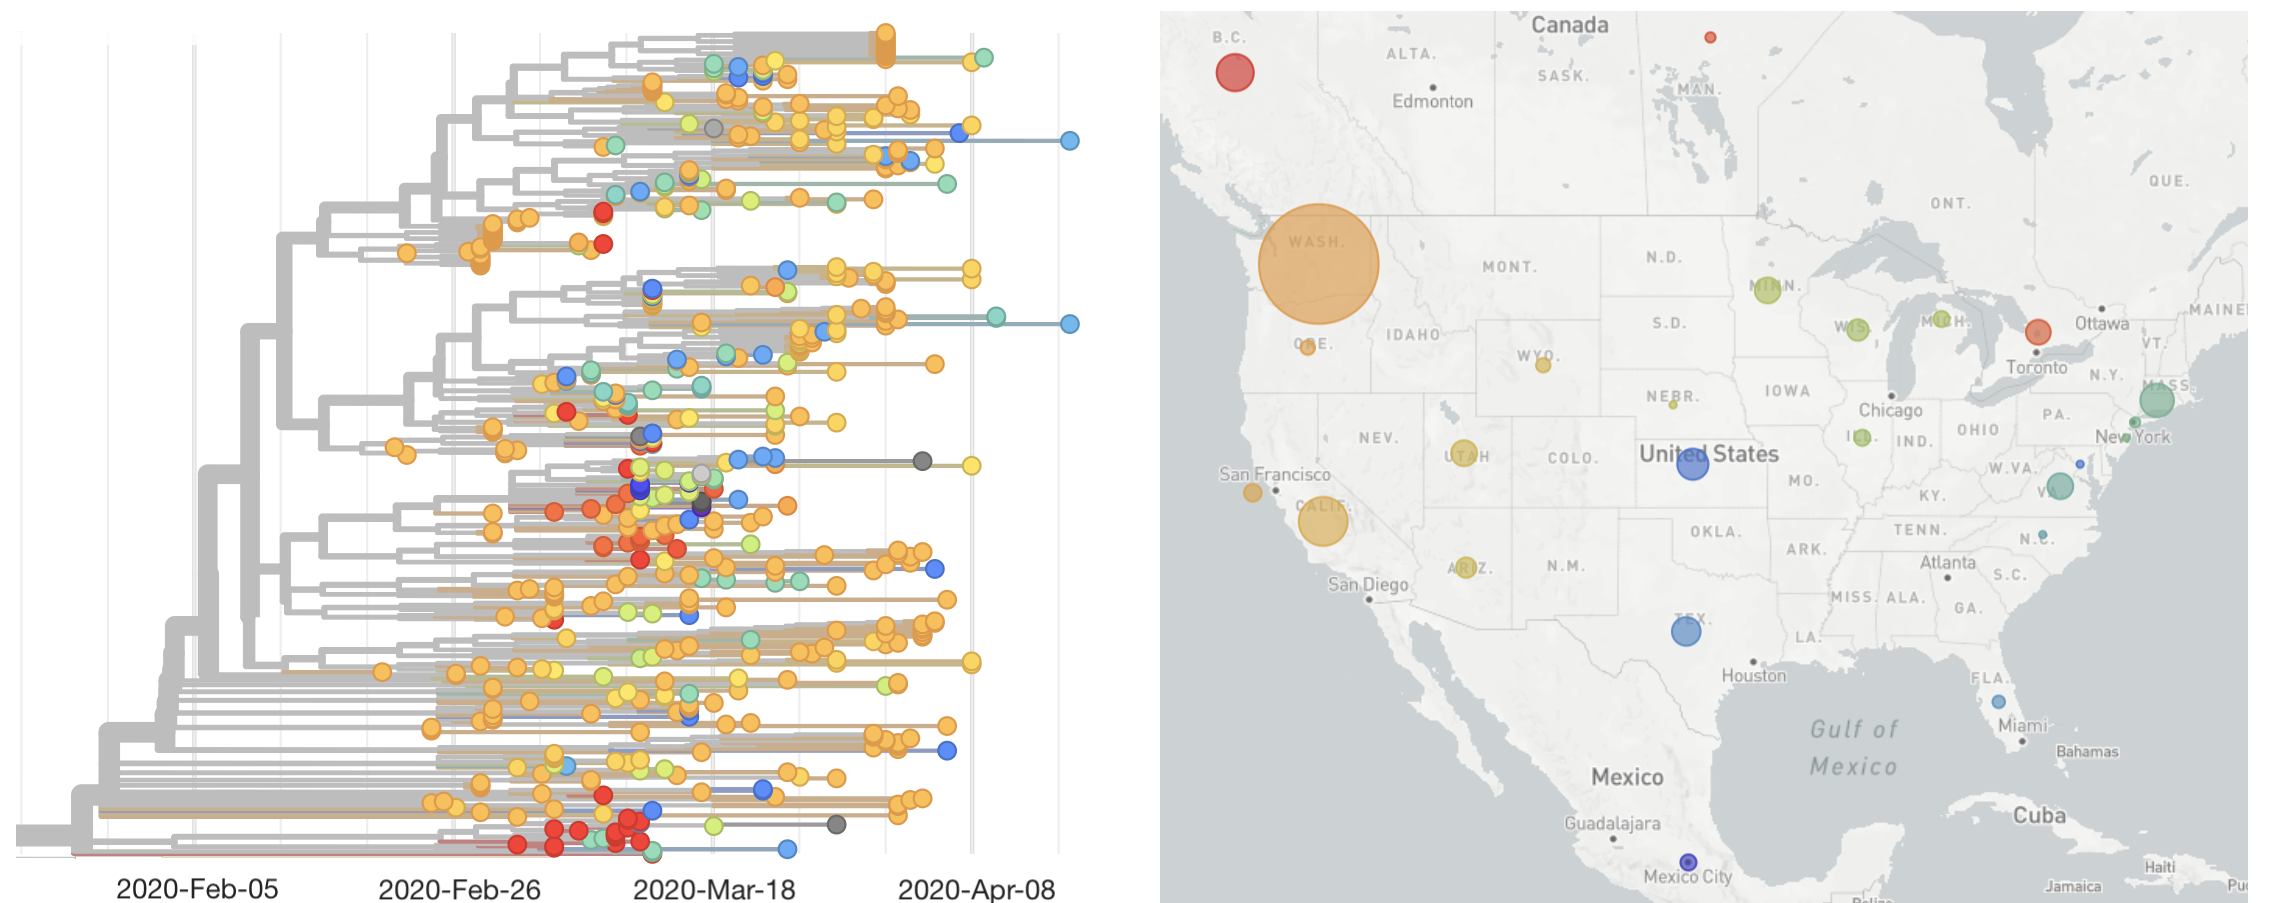 2020-Feb-05 2020-Feb-26 2020-Mar-18 2020-Apr-08
Canada
B.C.
ALTA.
SASK.
MAN.
Edmonton
QUE.
ONT.
WASH.
MONT.
N.D.
MINN.
MAINE
Ottawa
S.D.
WIS.
MICH.
IDAHO
ORE.
VT.
WYO.
Toronto
N.Y.
MASS.
NEBR.
IOWA
Chicago
PA.
NEV.
ILL.
IND.
OHIO
New York
UTAH
COLO.
United States
San Francisco
W.VA.
MO.
KY.
VA.
CALIF.
OKLA.
TENN.
N.C.
ARK.
ARIZ.
N.M.
Atlanta
San Diego
S.C.
MISS.
ALA.
GA.
TEX.
LA.
Houston
FLA.
Gulf of
Mexico
Miami
Bahamas
Mexico
Cuba
Guadalajara
Haiti
Mexico City
Jamaica